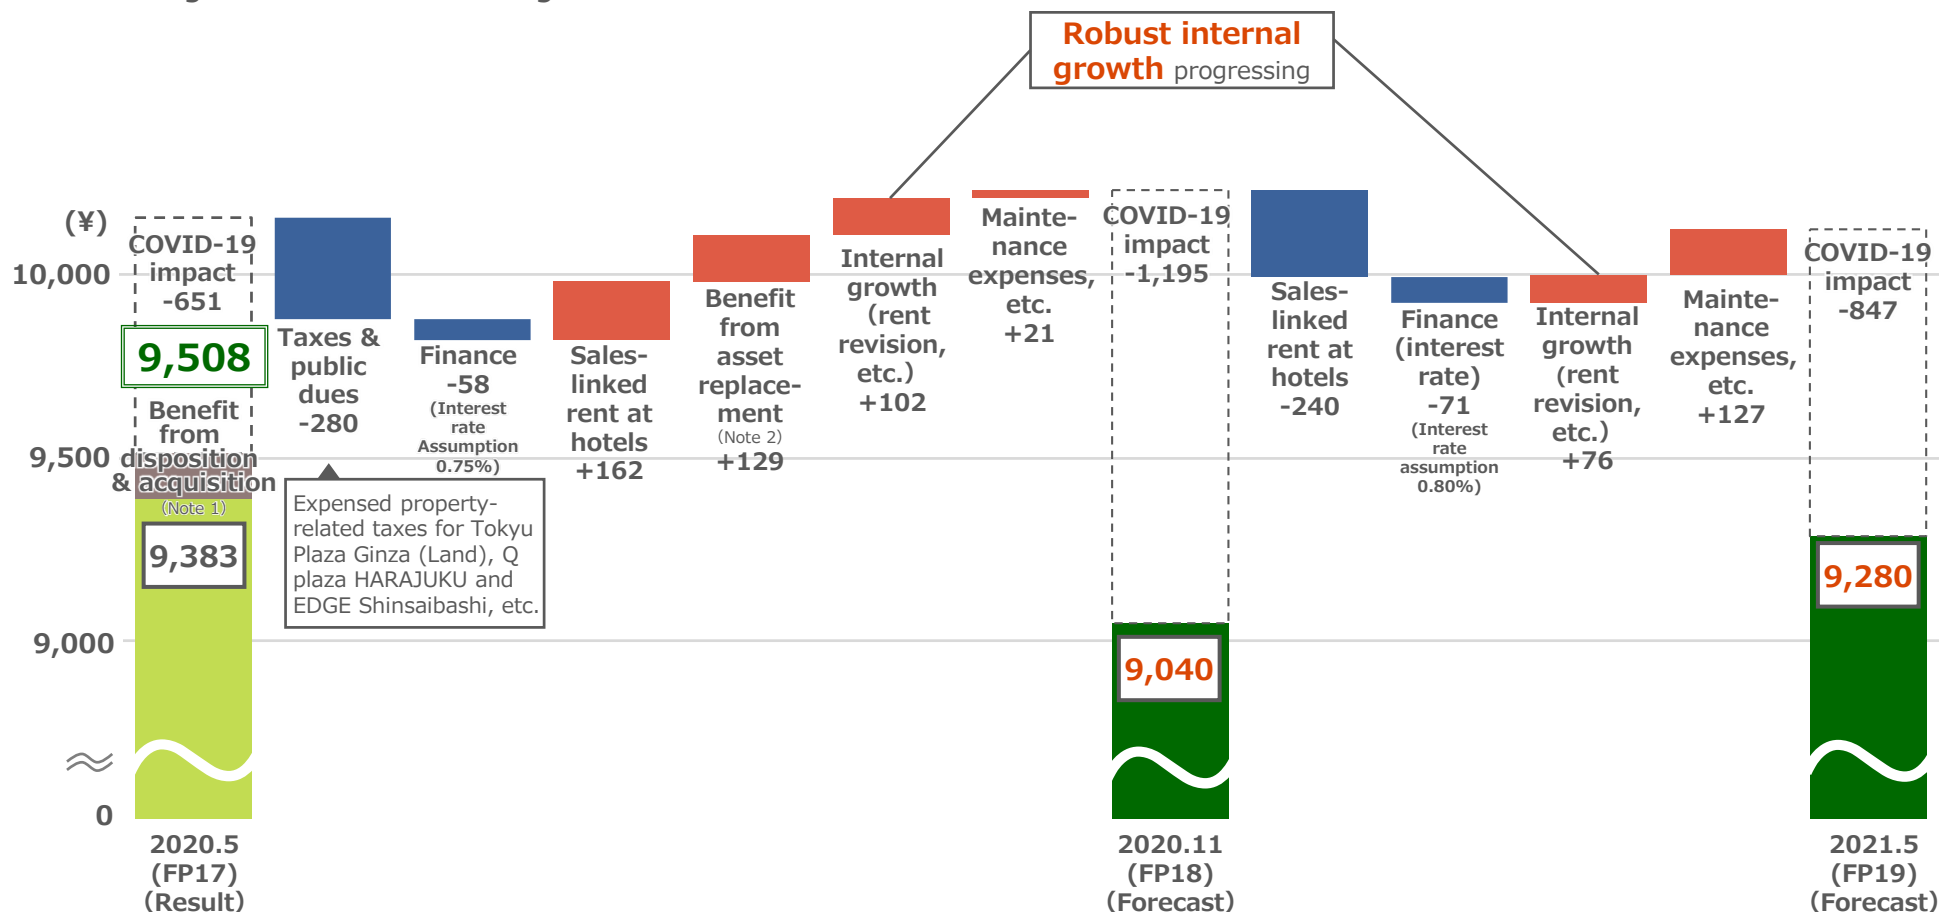 Robust internal
growth progressing
(¥)
10,000
9,500
9,000
0
COVID-19
impact
-651
9,508
Benefit
from
disposition
& acquisition
(Note 1)
9,383
2020.5
(FP17)
(Result)
Taxes &
public
dues
-280
Expensed property-
related taxes for Tokyu
Plaza Ginza (Land), Q
plaza HARAJUKU and
EDGE Shinsaibashi, etc.
Finance
-58
(Interest
rate
Assumption
0.75%)
Sales-
linked
rent at
hotels
+162
Benefit
from
asset
replace-
ment
(Note 2)
+129
Internal
growth
(rent
revision,
etc.)
+102
Mainte-
nance
expenses,
etc.
+21
COVID-19
impact
-1,195
9,040
2020.11
(FP18)
(Forecast)
Sales-
linked
rent at
hotels
-240
Finance
(interest
rate)
-71
(Interest
rate
assumption
0.80%)
Internal
growth
(rent
revision,
etc.)
+76
Mainte-
nance
expenses,
etc.
+127
COVID-19
impact
-847
9,280
2021.5
(FP19)
(Forecast)